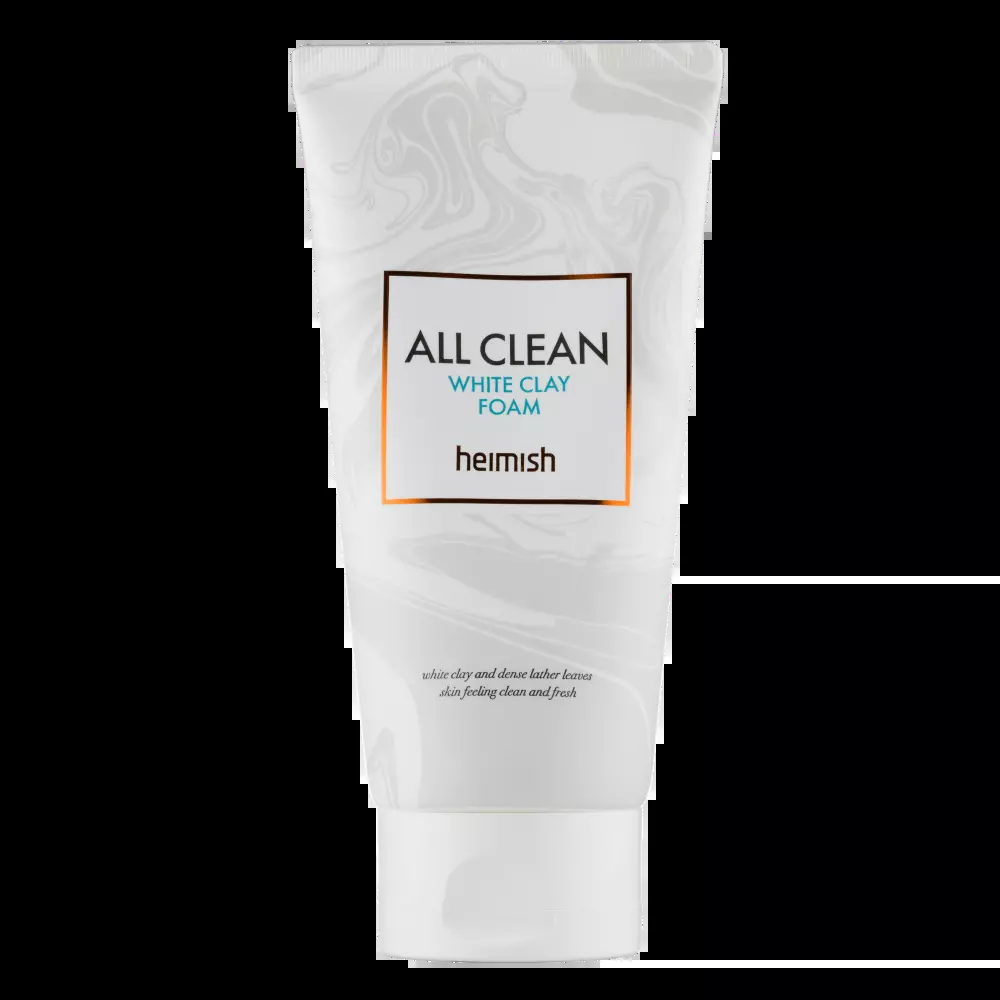 ALL CLEAN
WHITE CLAY
FOAM
heimish
white clay and dense lather leaves
skin feeling clean and fresh